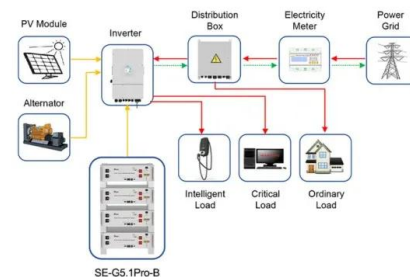 PV Module
Inverter
Distribution
Box
Electricity
Meter
Power
Grid
Alternator
Intelligent
Load
Critical
Load
Ordinary
Load
SE-G5.1Pro-B